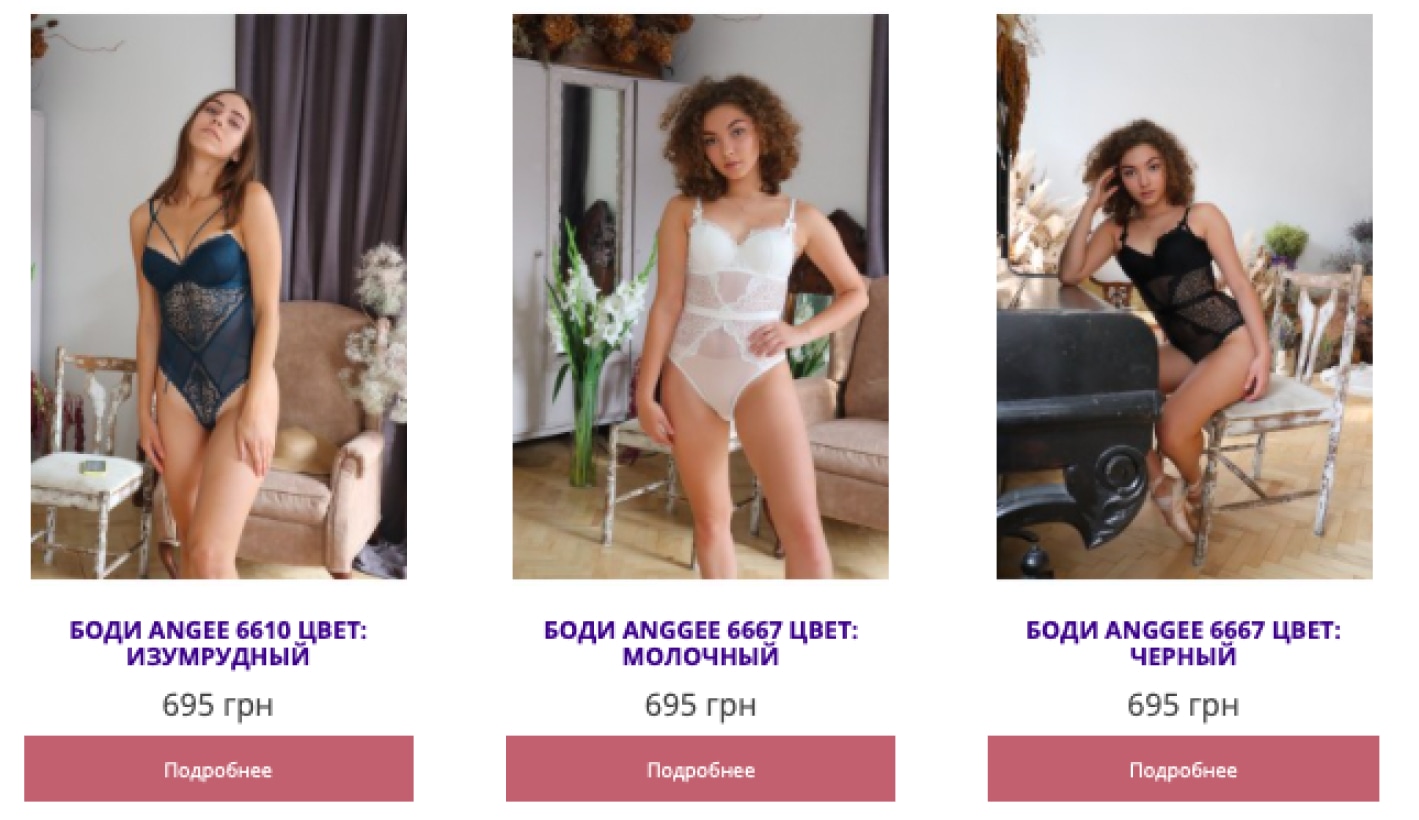 БОДИ ANGEE 6610 ЦВЕТ:
ИЗУМРУДНЫЙ
695 грн
Подробнее
БОДИ ANGGEE 6667 ЦВЕТ:
МОЛОЧНЫЙ
695 грн
Подробнее
БОДИ ANGGEE 6667 ЦВЕТ:
ЧЕРНЫЙ
695 грн
Подробнее